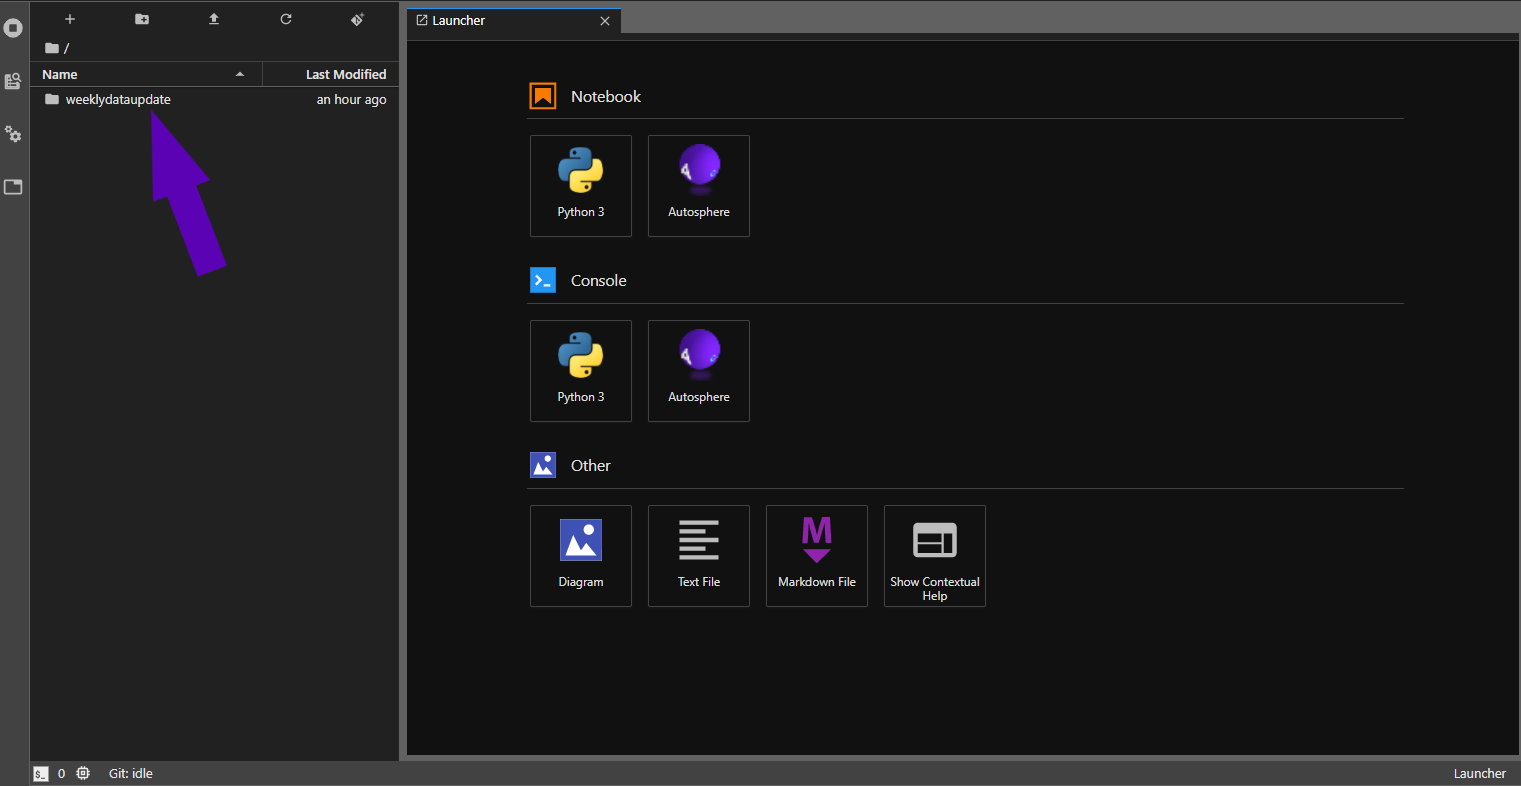 Launcher
/
Name Last Modified
weeklydataupdate an hour ago
Notebook
Python 3 Autosphere
Console
Python 3 Autosphere
Other
Diagram Text File Markdown File Show Contextual
Help
$_ 0 Git: idle Launcher